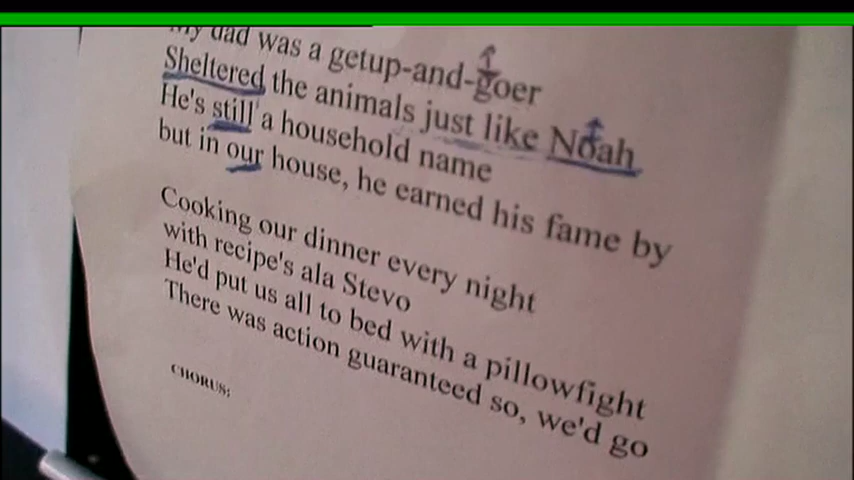 My dad was a getup-and-goer
Sheltered the animals just like Noah
He's still a household name
but in our house, he earned his fame by
Cooking our dinner every night
with recipe's ala Stevo
He'd put us all to bed with a pillowfight
There was action guaranteed so, we'd go
CHORUS: